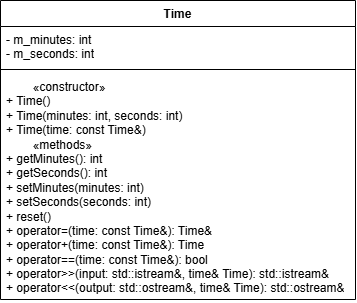 Time
- m_minutes: int
- m_seconds: int
«constructor»
+ Time()
+ Time(minutes: int, seconds: int)
+ Time(time: const Time&)
«methods»
+ getMinutes(): int
+ getSeconds(): int
+ setMinutes(minutes: int)
+ setSeconds(seconds: int)
+ reset()
+ operator=(time: const Time&): Time&
+ operator+(time: const Time&): Time
+ operator==(time: const Time&): bool
+ operator>>(input: std::istream&, time& Time): std::istream&
+ operator<<(output: std::ostream&, time& Time): std::ostream&